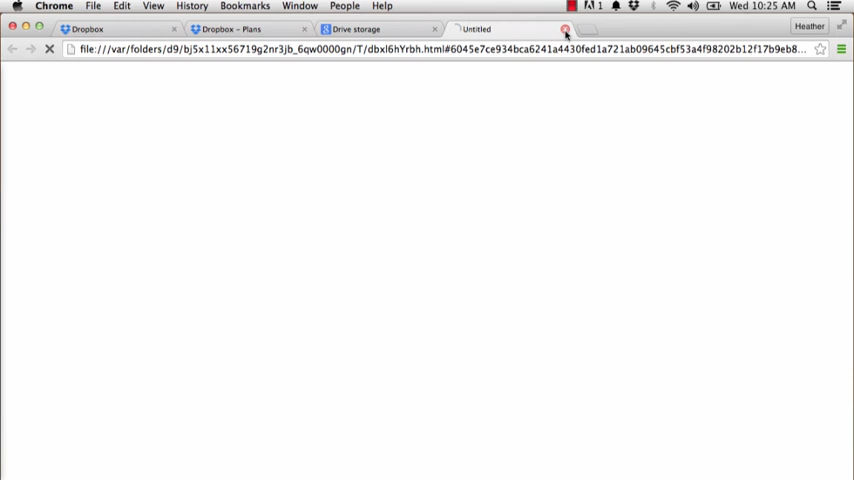 Chrome File Edit View History Bookmarks Window People Help 1 Wed 10:25 AM
Dropbox Dropbox - Plans Drive storage Untitled Heather
file:///var/folders/d9/bj5x11xx56719g2nr3jb_6qw0000gn/T/dbxl6hYrbh.html#6045e7ce934bca6241a4430fed1a721ab09645cbf53a4f98202b12f17b9eb8...